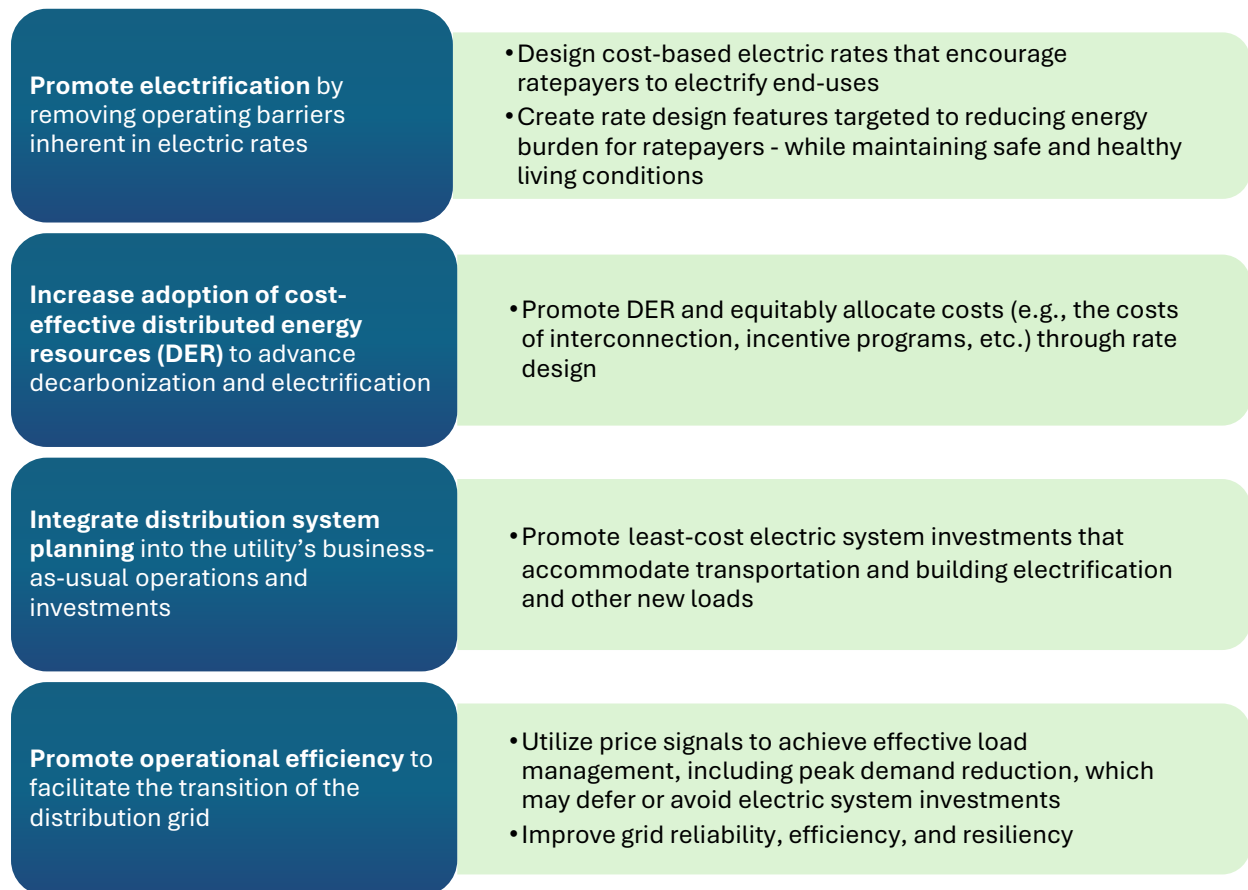 Promote electrification by
removing operating barriers
inherent in electric rates
•Design cost-based electric rates that encourage
ratepayers to electrify end-uses
•Create rate design features targeted to reducing energy
burden for ratepayers - while maintaining safe and healthy
living conditions
Increase adoption of cost-
effective distributed energy
resources (DER) to advance
decarbonization and electrification
•Promote DER and equitably allocate costs (e.g., the costs
of interconnection, incentive programs, etc.) through rate
design
Integrate distribution system
planning into the utility’s business-
as-usual operations and
investments
•Promote least-cost electric system investments that
accommodate transportation and building electrification
and other new loads
Promote operational efficiency to
facilitate the transition of the
distribution grid
•Utilize price signals to achieve effective load
management, including peak demand reduction, which
may defer or avoid electric system investments
•Improve grid reliability, efficiency, and resiliency